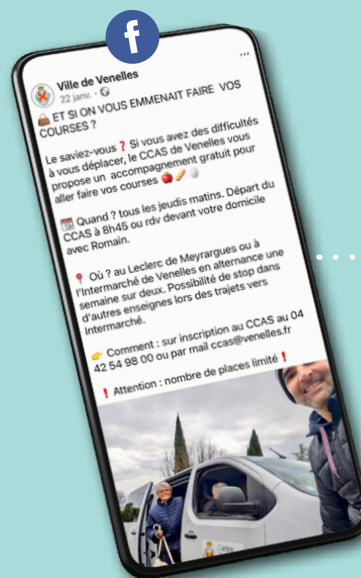 f
Ville de Venelles
22 janv. ·
👜 ET SI ON VOUS EMMENAIT FAIRE VOS
COURSES ?
Le saviez-vous ❓ Si vous avez des difficultés
à vous déplacer, le CCAS de Venelles vous
propose un accompagnement gratuit pour
aller faire vos courses 🍎🥖🥚
📆 Quand ? tous les jeudis matins. Départ du
CCAS à 8h45 ou rdv devant votre domicile
avec Romain.
📍 Où ? au Leclerc de Meyrargues ou à
l'Intermarché de Venelles en alternance une
semaine sur deux. Possibilité de stop dans
d'autres enseignes lors des trajets vers
Intermarché.
👉 Comment : sur inscription au CCAS au 04
42 54 98 00 ou par mail ccas@venelles.fr
❗ Attention : nombre de places limité ❗